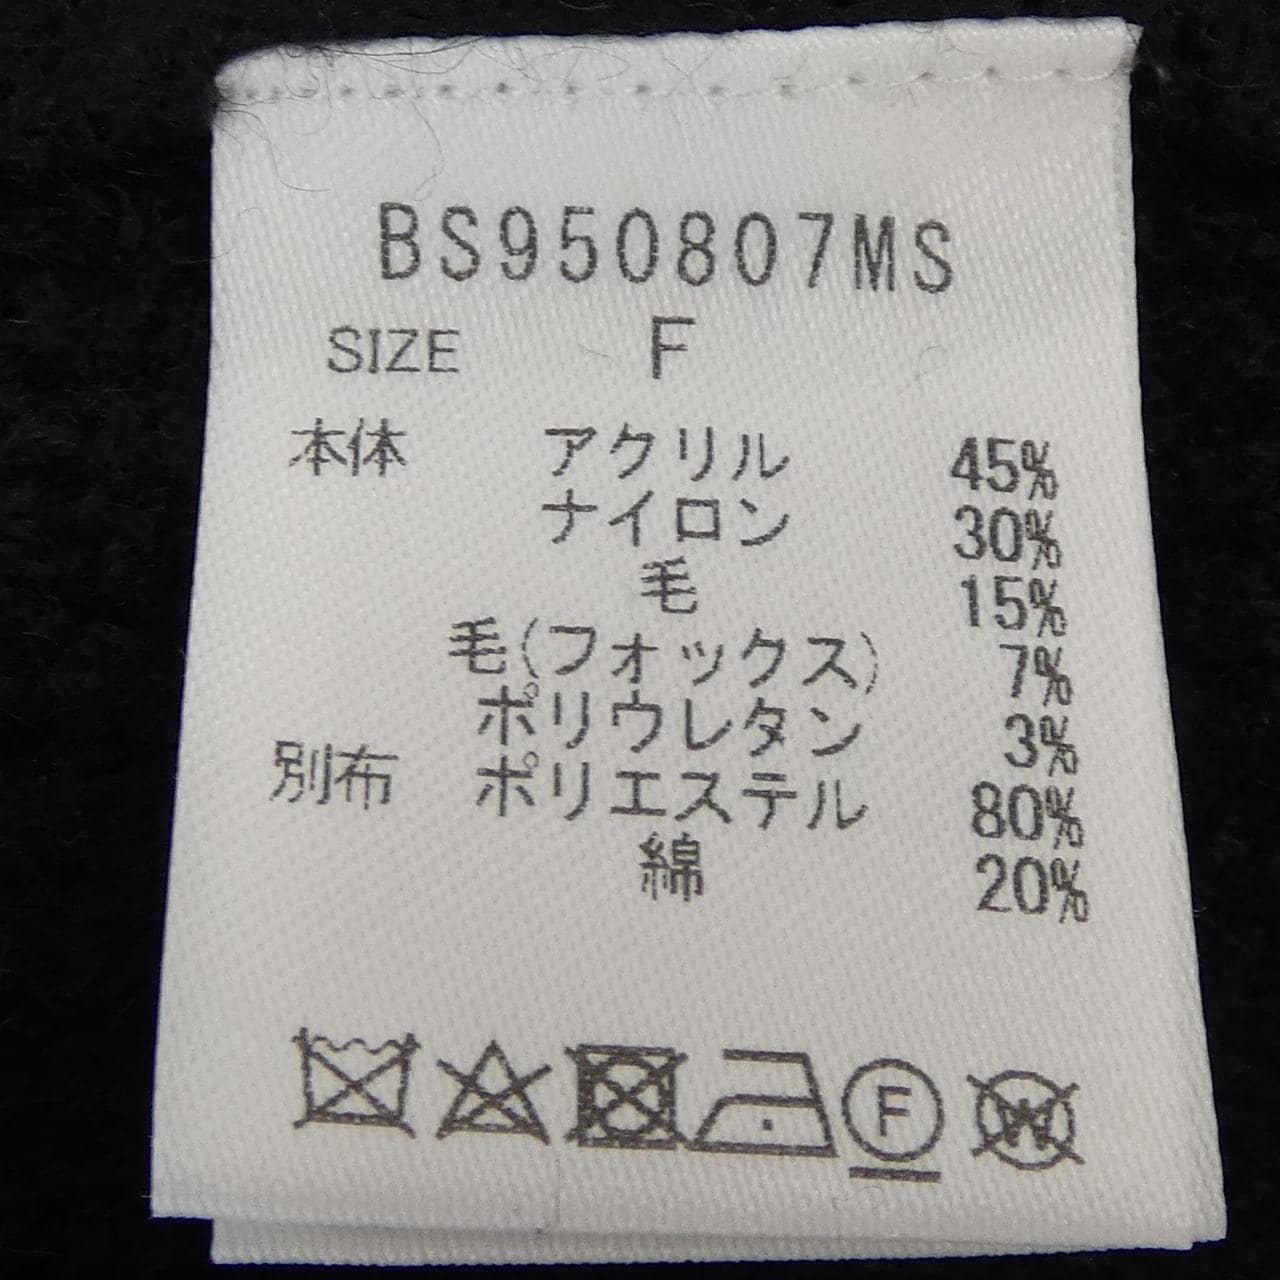 BS950807MS
SIZE F
本体 アクリル 45%
ナイロン 30%
毛 15%
毛(フォックス) 7%
ポリウレタン 3%
別布 ポリエステル 80%
綿 20%
F W